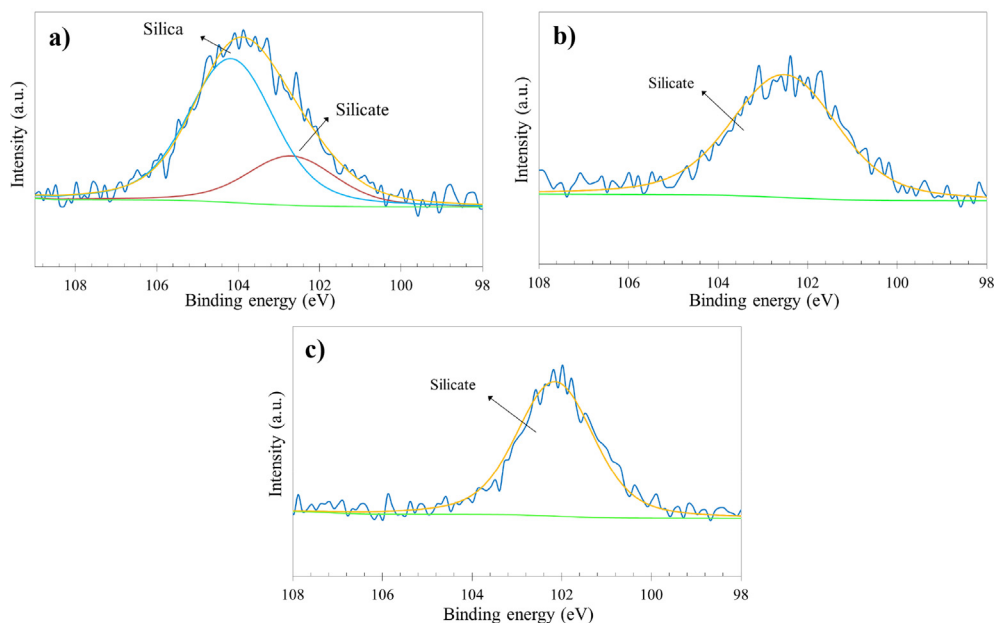 a)
Silica
Silicate
Intensity (a.u.)
108 106 104 102 100 98
Binding energy (eV)
b)
Silicate
Intensity (a.u.)
108 106 104 102 100 98
Binding energy (eV)
c)
Silicate
Intensity (a.u.)
108 106 104 102 100 98
Binding energy (eV)